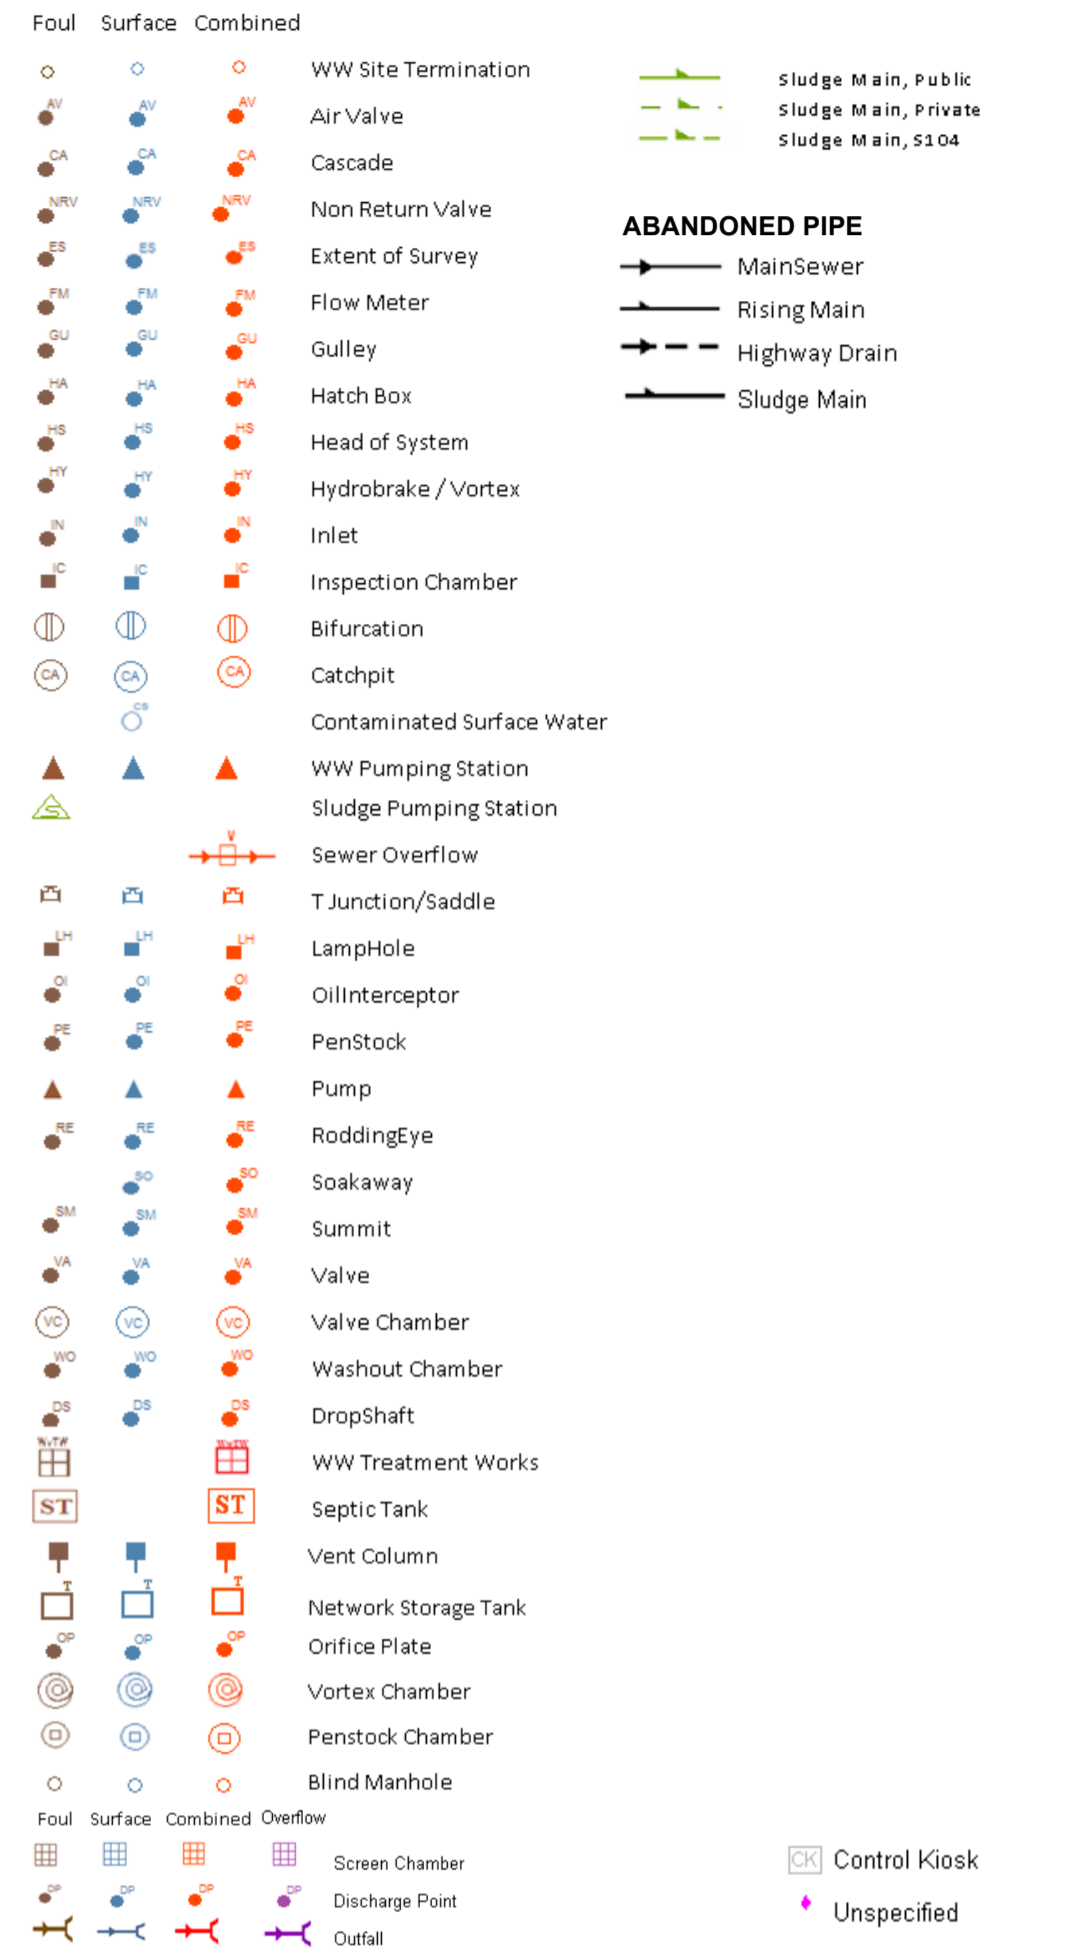 Foul Surface Combined
WW Site Termination
AV AV AV Air Valve
CA CA CA Cascade
NRV NRV NRV Non Return Valve
ES ES ES Extent of Survey
FM FM FM Flow Meter
GU GU GU Gulley
HA HA HA Hatch Box
HS HS HS Head of System
HY HY HY Hydrobrake / Vortex
IN IN IN Inlet
IC IC IC Inspection Chamber
Bifurcation
CA CA CA Catchpit
CS Contaminated Surface Water
WW Pumping Station
S Sludge Pumping Station
V Sewer Overflow
T Junction/Saddle
LH LH LH LampHole
OI OI OI OilInterceptor
PE PE PE PenStock
Pump
RE RE RE RoddingEye
SO SO Soakaway
SM SM SM Summit
VA VA VA Valve
VC VC VC Valve Chamber
WO WO WO Washout Chamber
DS DS DS DropShaft
WwTW WwTW WW Treatment Works
ST ST Septic Tank
Vent Column
T T T Network Storage Tank
OP OP OP Orifice Plate
Vortex Chamber
Penstock Chamber
Blind Manhole
Foul Surface Combined Overflow
Screen Chamber
DP DP DP DP Discharge Point
Outfall
Sludge Main, Public
Sludge Main, Private
Sludge Main, S104
ABANDONED PIPE
MainSewer
Rising Main
Highway Drain
Sludge Main
CK Control Kiosk
Unspecified